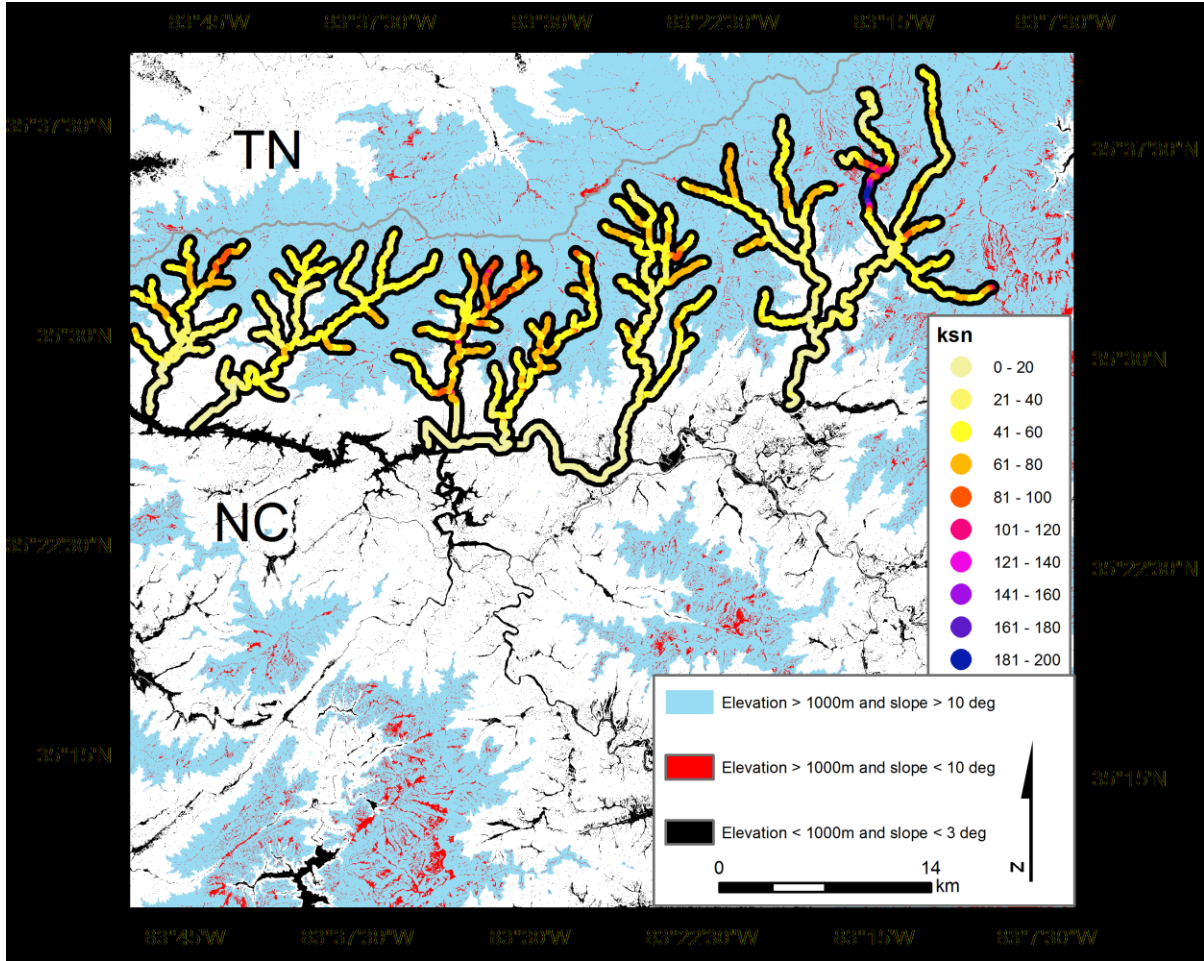 83°45'W 83°37'30"W 83°30'W 83°22'30"W 83°15'W 83°7'30"W
35°37'30"N
TN
35°37'30"N
35°30'N
35°30'N
ksn
0 - 20
21 - 40
41 - 60
61 - 80
81 - 100
101 - 120
121 - 140
141 - 160
161 - 180
181 - 200
NC
35°22'30"N
35°22'30"N
Elevation > 1000m and slope > 10 deg
35°15'N
35°15'N
Elevation > 1000m and slope < 10 deg
Elevation < 1000m and slope < 3 deg
0 14
km
N
83°45'W 83°37'30"W 83°30'W 83°22'30"W 83°15'W 83°7'30"W